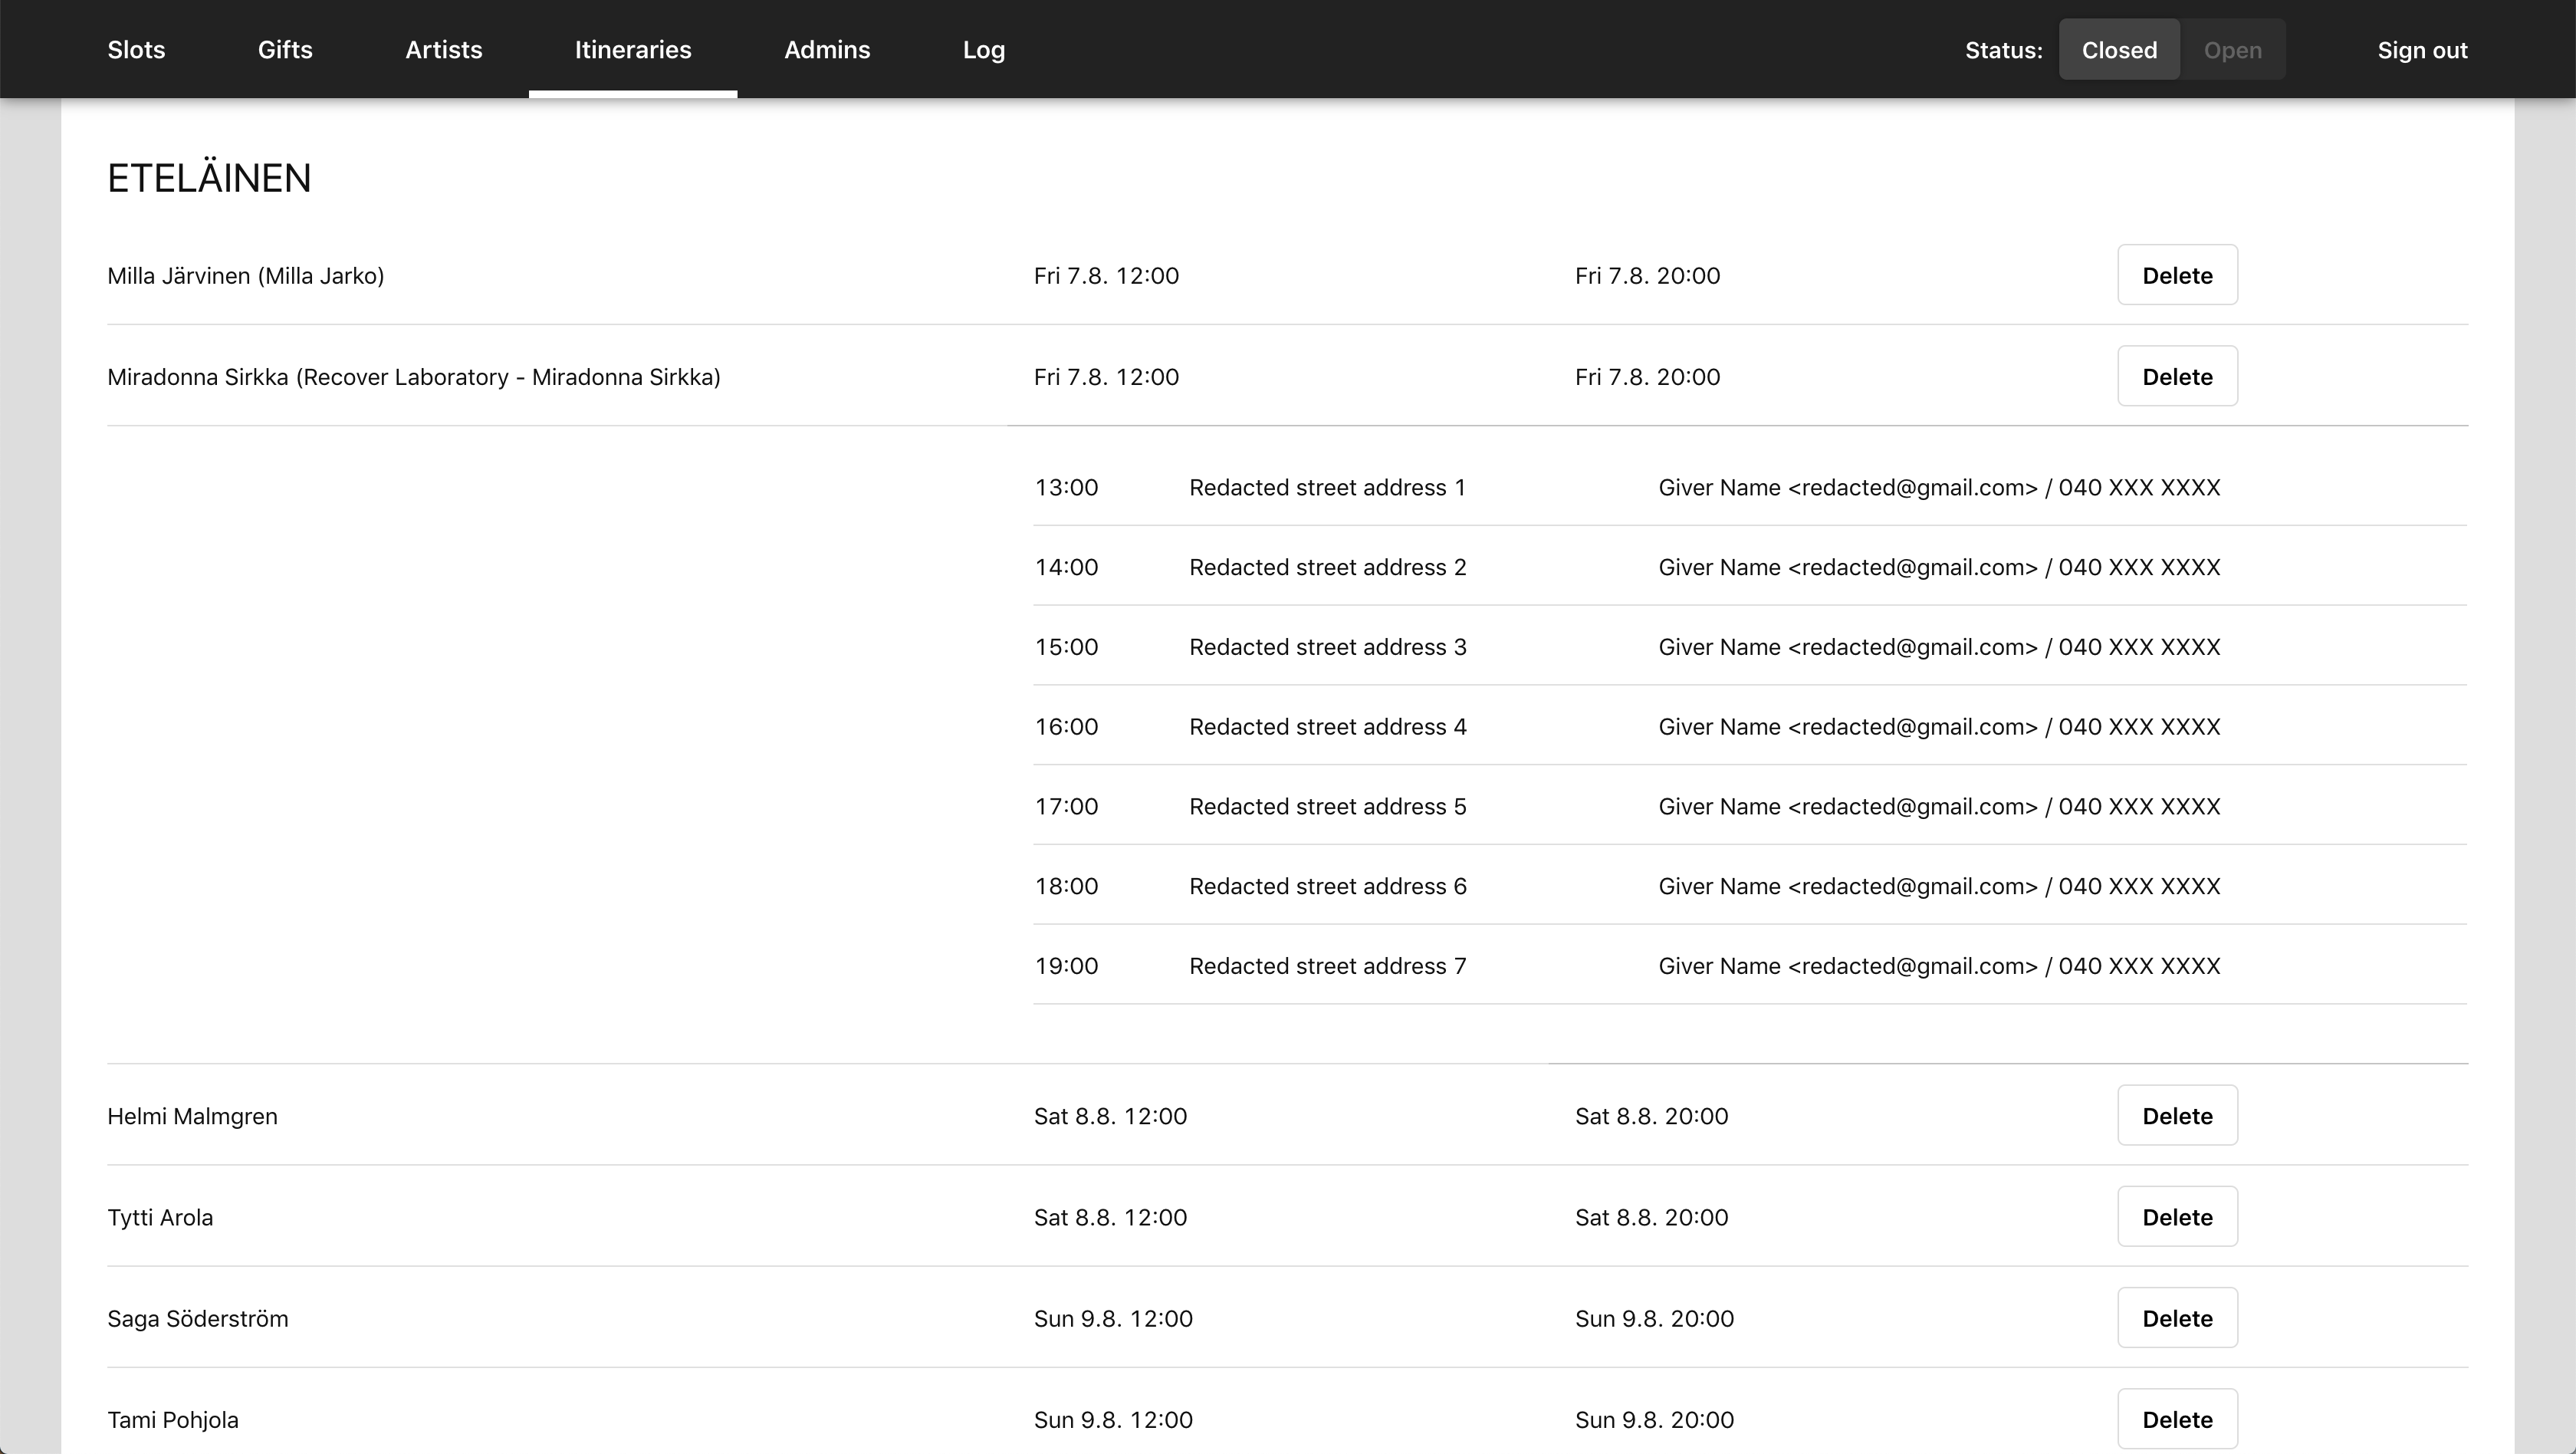 Slots Gifts Artists Itineraries Admins Log Status: Closed Open Sign out
ETELÄINEN
Milla Järvinen (Milla Jarko) Fri 7.8. 12:00 Fri 7.8. 20:00 Delete
Miradonna Sirkka (Recover Laboratory - Miradonna Sirkka) Fri 7.8. 12:00 Fri 7.8. 20:00 Delete
13:00 Redacted street address 1 Giver Name <redacted@gmail.com> / 040 XXX XXXX
14:00 Redacted street address 2 Giver Name <redacted@gmail.com> / 040 XXX XXXX
15:00 Redacted street address 3 Giver Name <redacted@gmail.com> / 040 XXX XXXX
16:00 Redacted street address 4 Giver Name <redacted@gmail.com> / 040 XXX XXXX
17:00 Redacted street address 5 Giver Name <redacted@gmail.com> / 040 XXX XXXX
18:00 Redacted street address 6 Giver Name <redacted@gmail.com> / 040 XXX XXXX
19:00 Redacted street address 7 Giver Name <redacted@gmail.com> / 040 XXX XXXX
Helmi Malmgren Sat 8.8. 12:00 Sat 8.8. 20:00 Delete
Tytti Arola Sat 8.8. 12:00 Sat 8.8. 20:00 Delete
Saga Söderström Sun 9.8. 12:00 Sun 9.8. 20:00 Delete
Tami Pohjola Sun 9.8. 12:00 Sun 9.8. 20:00 Delete